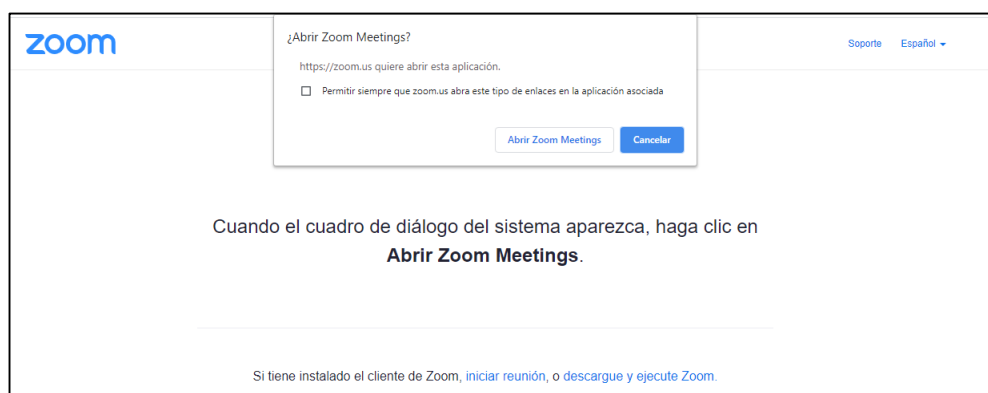 zoom
¿Abrir Zoom Meetings?
https://zoom.us quiere abrir esta aplicación.
Permitir siempre que zoom.us abra este tipo de enlaces en la aplicación asociada
Abrir Zoom Meetings Cancelar
Soporte Español
Cuando el cuadro de diálogo del sistema aparezca, haga clic en
Abrir Zoom Meetings.
Si tiene instalado el cliente de Zoom, iniciar reunión, o descargue y ejecute Zoom.